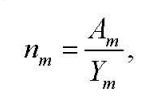 n_m = A_m / Y_m,